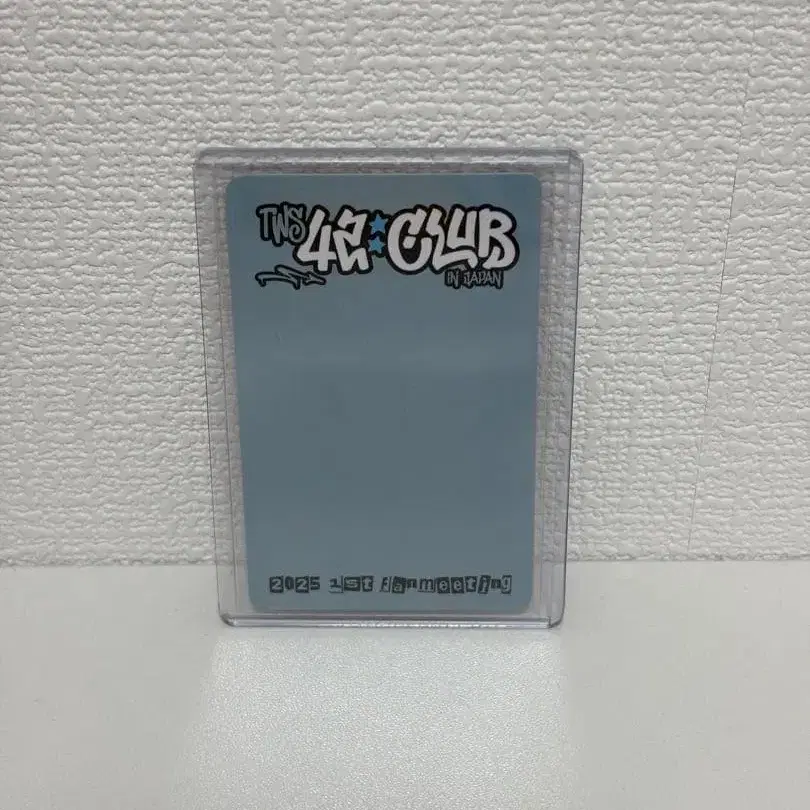 TWS 42:CLUB
IN JAPAN
2025 1st fanmeeting